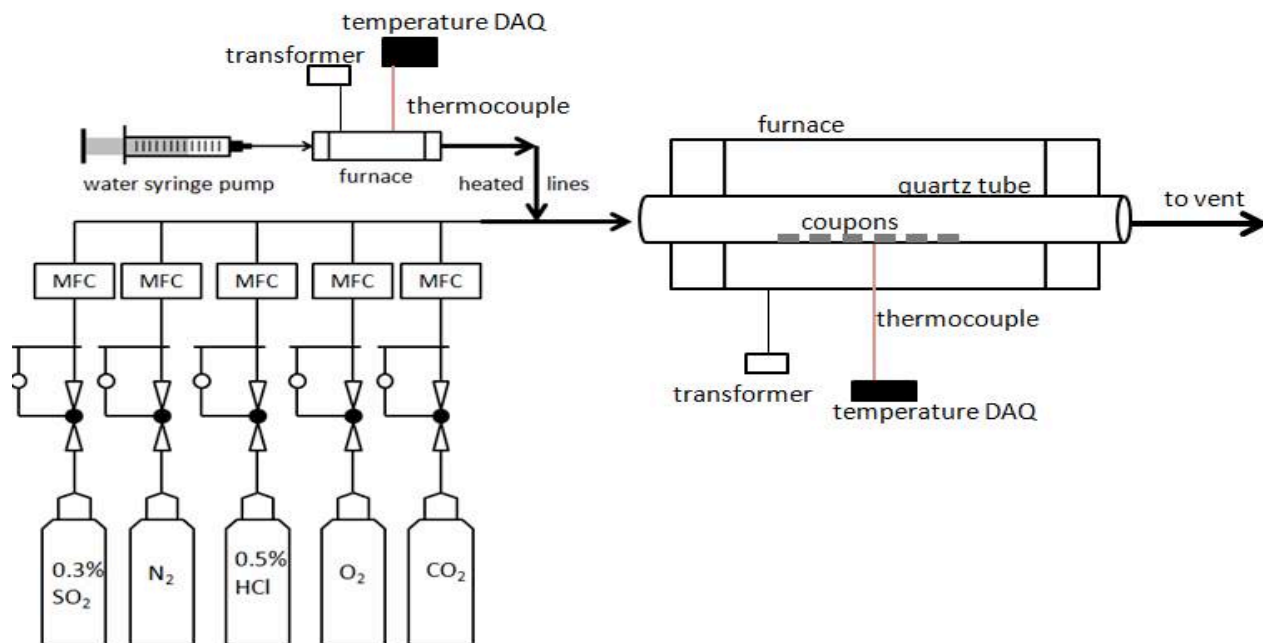 temperature DAQ
transformer
thermocouple
furnace
water syringe pump
furnace
heated
lines
quartz tube
to vent
coupons
MFC
MFC
MFC
MFC
MFC
thermocouple
transformer
temperature DAQ
0.3%
SO₂
N₂
0.5%
HCl
O₂
CO₂